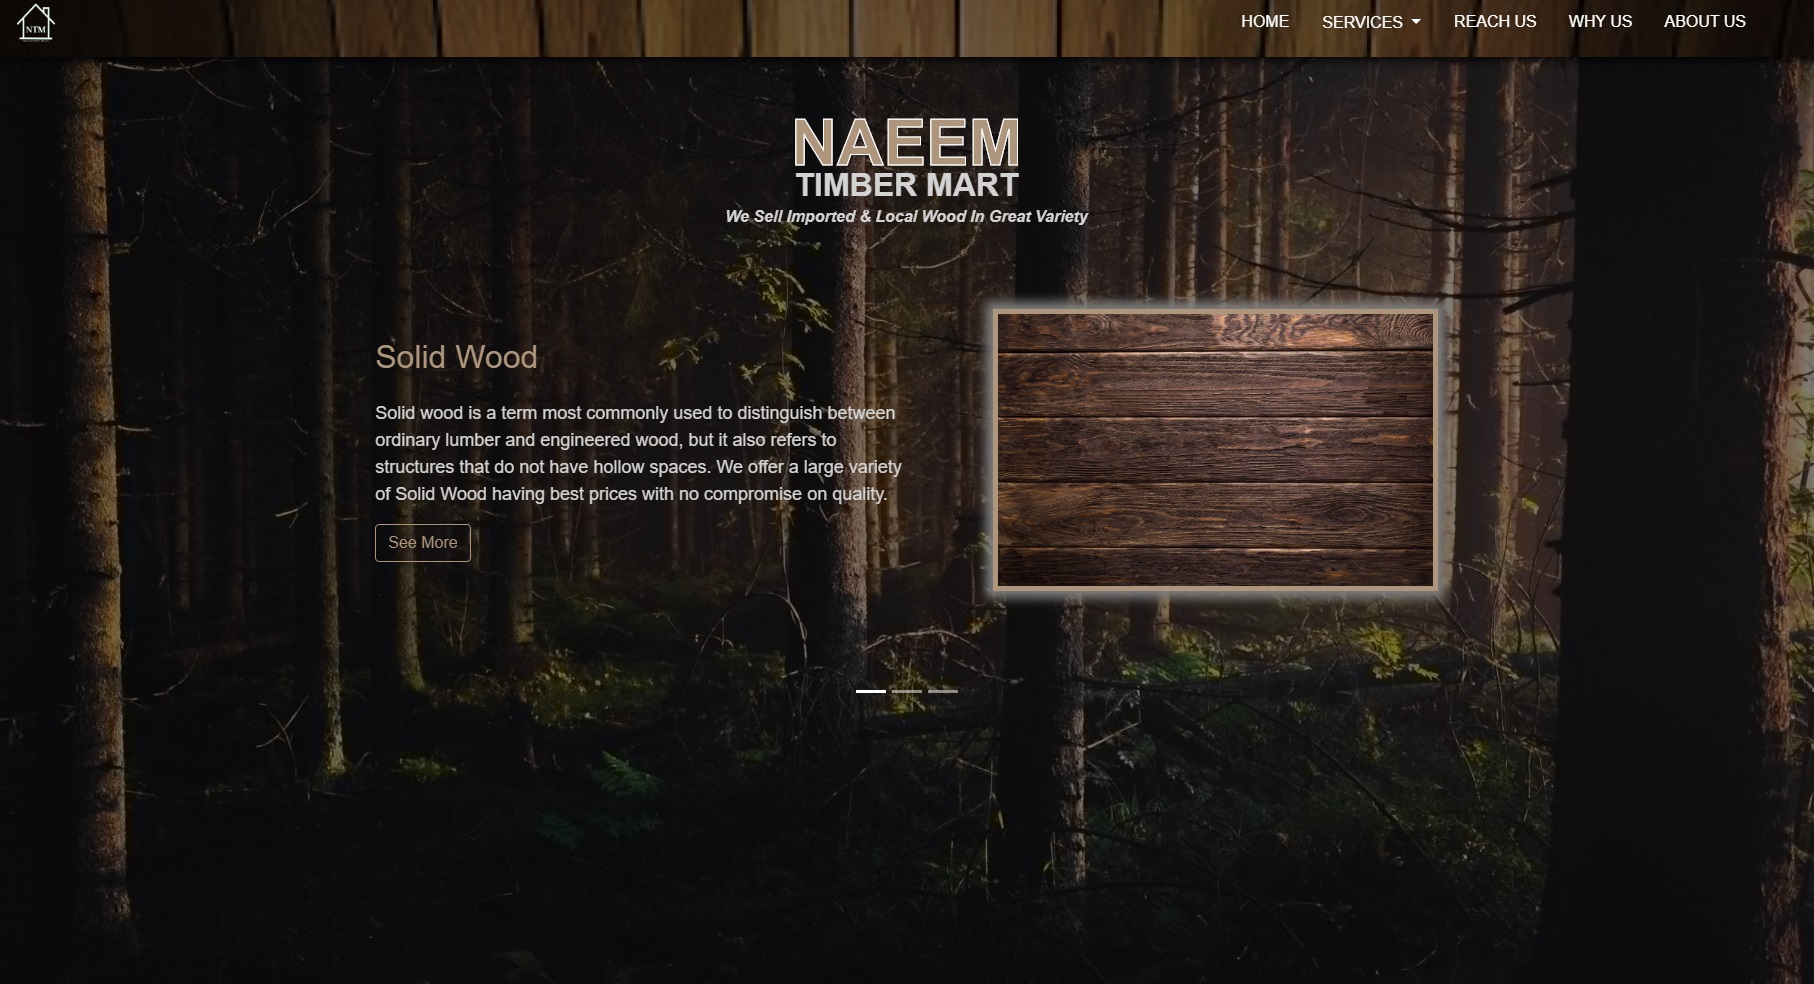 NTM
HOME
SERVICES
REACH US
WHY US
ABOUT US
NAEEM
TIMBER MART
We Sell Imported & Local Wood In Great Variety
Solid Wood
Solid wood is a term most commonly used to distinguish between
ordinary lumber and engineered wood, but it also refers to
structures that do not have hollow spaces. We offer a large variety
of Solid Wood having best prices with no compromise on quality.
See More